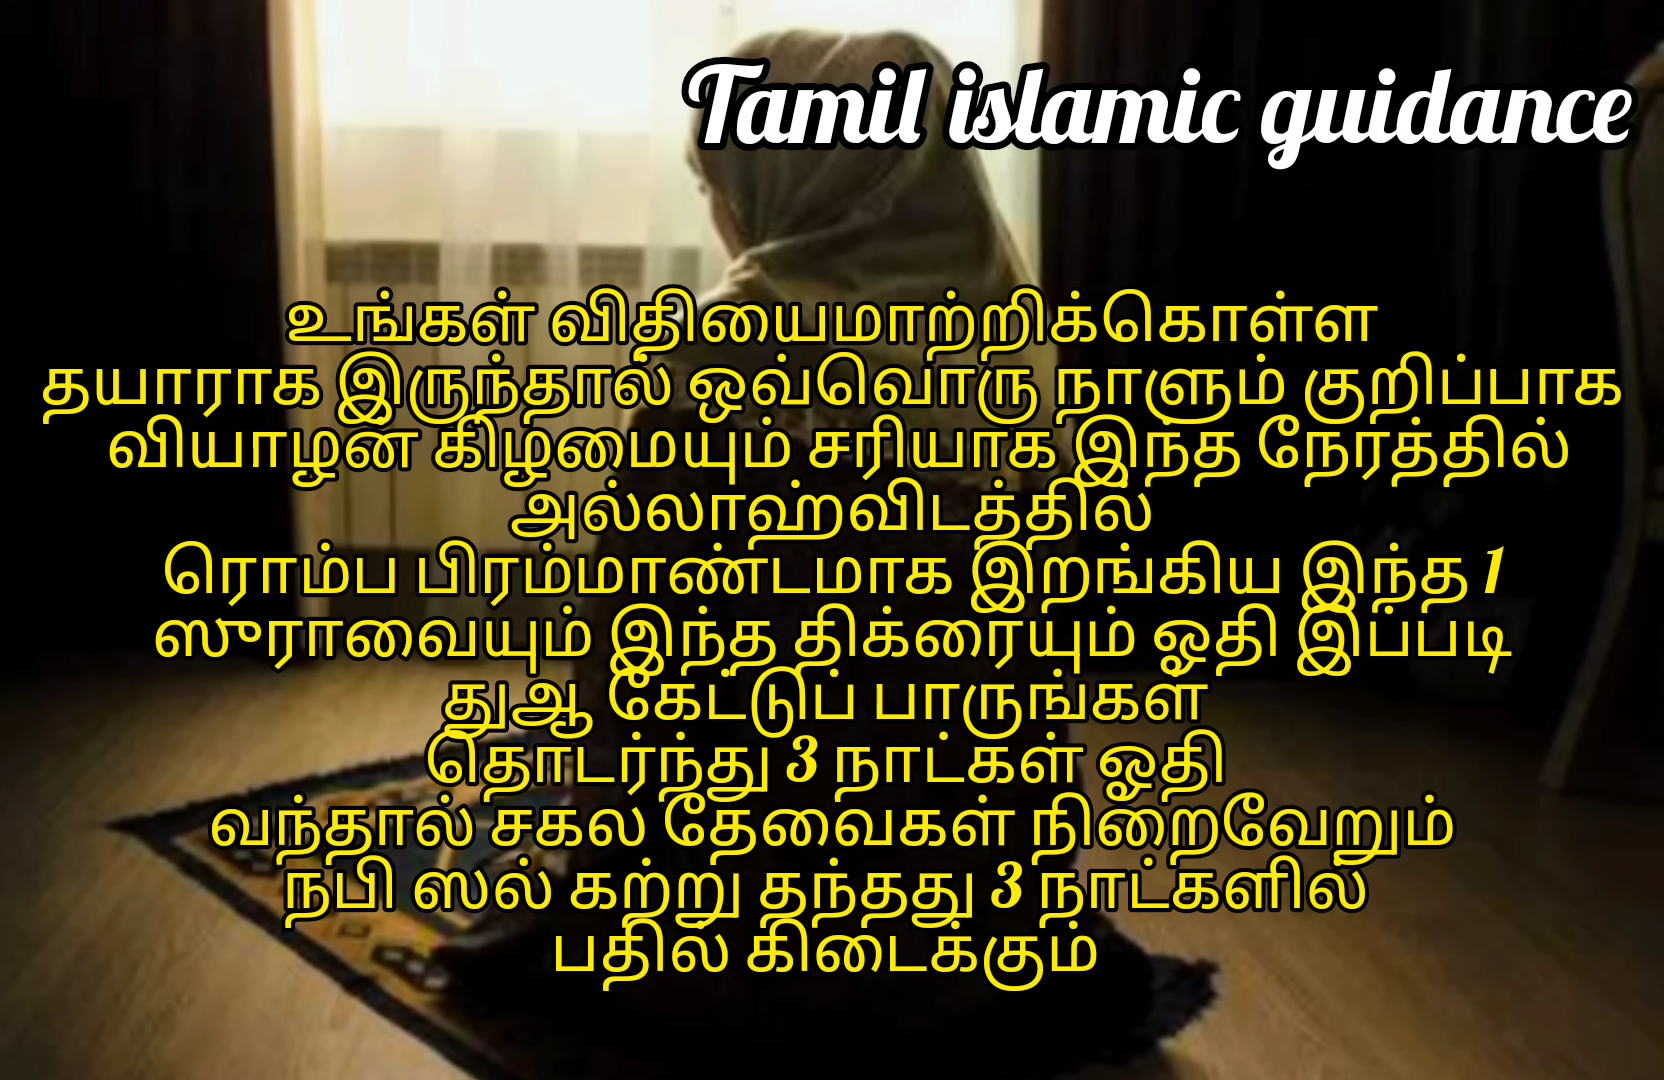 Tamil islamic guidance
உங்கள் விதியைமாற்றிக்கொள்ள
தயாராக இருந்தால் ஒவ்வொரு நாளும் குறிப்பாக
வியாழன் கிழமையும் சரியாக இந்த நேரத்தில்
அல்லாஹ்விடத்தில்
ரொம்ப பிரம்மாண்டமாக இறங்கிய இந்த 1
ஸுராவையும் இந்த திக்ரையும் ஓதி இப்படி
துஆ கேட்டுப் பாருங்கள்
தொடர்ந்து 3 நாட்கள் ஓதி
வந்தால் சகல தேவைகள் நிறைவேறும்
நபி ஸல் கற்று தந்தது 3 நாட்களில்
பதில் கிடைக்கும்